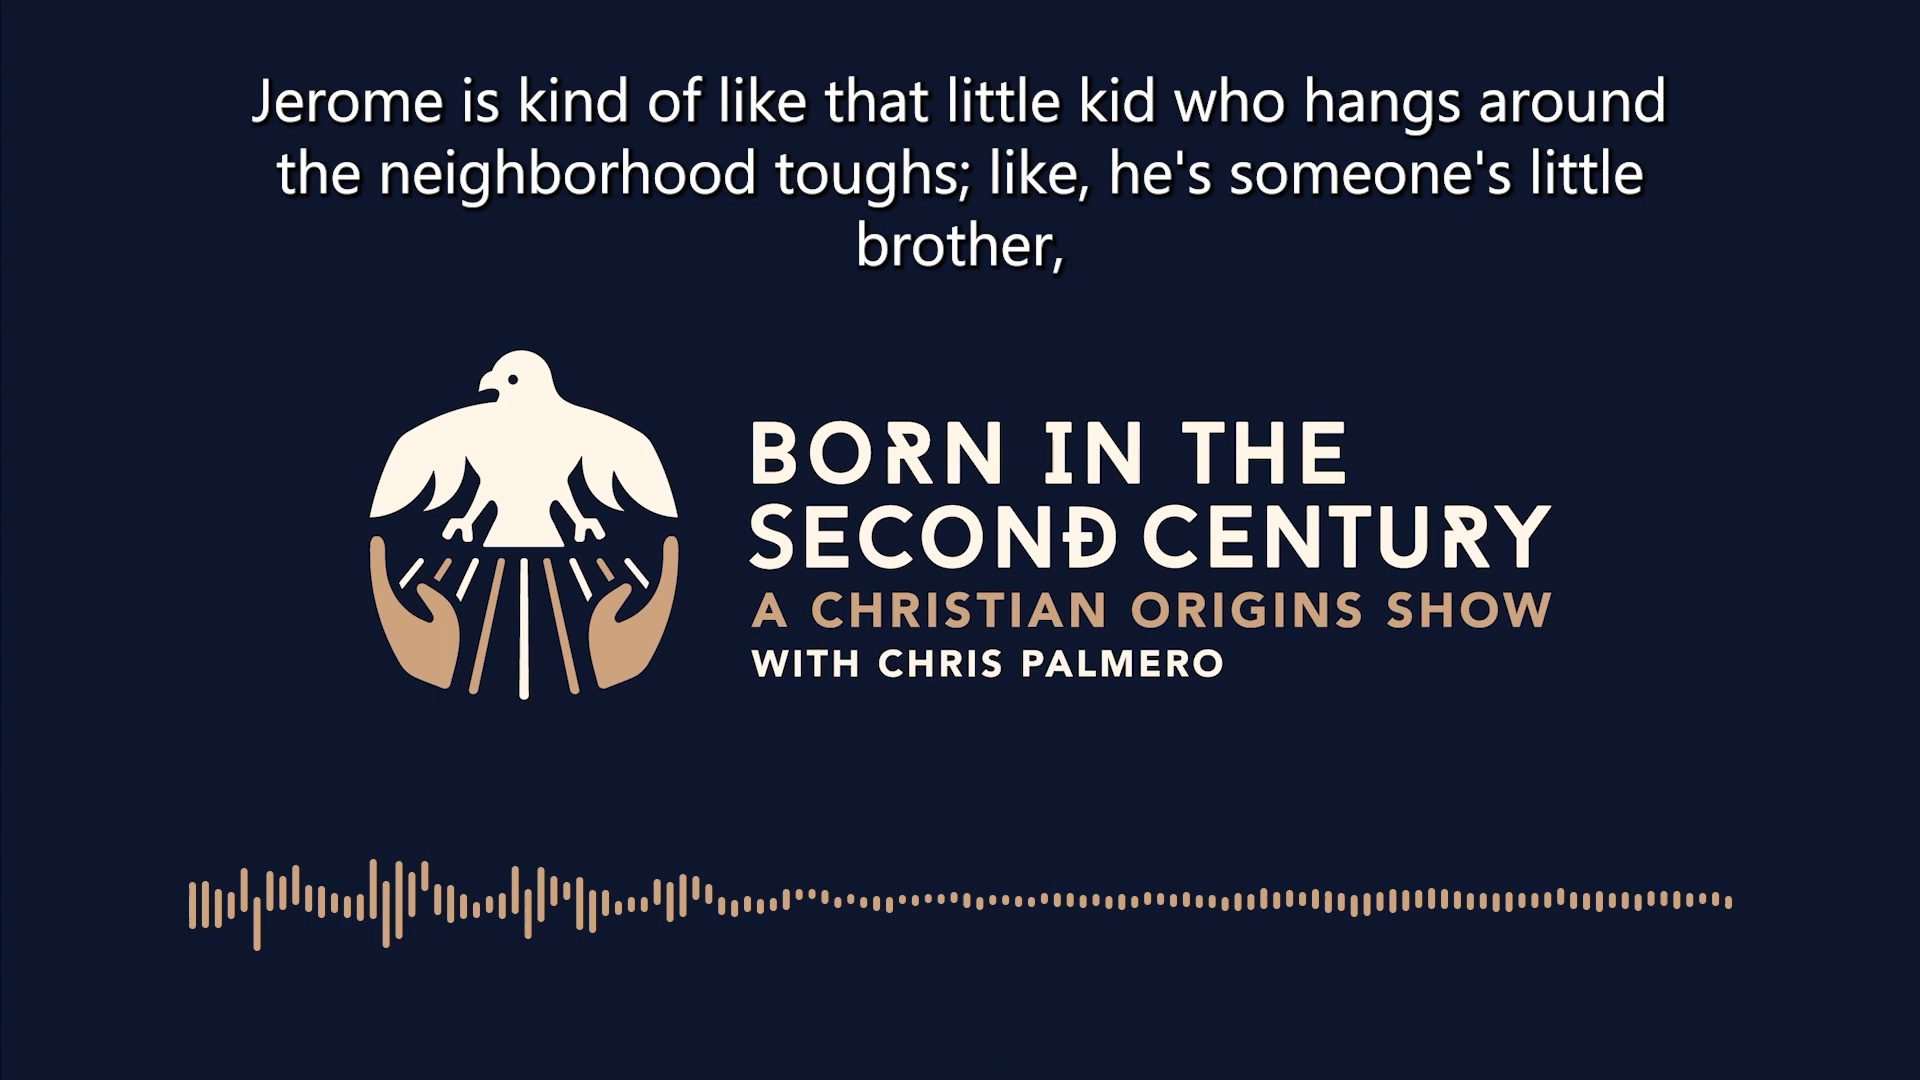 Jerome is kind of like that little kid who hangs around
the neighborhood toughs; like, he's someone's little
brother,
BORN IN THE
SECOND CENTURY
A CHRISTIAN ORIGINS SHOW
WITH CHRIS PALMERO